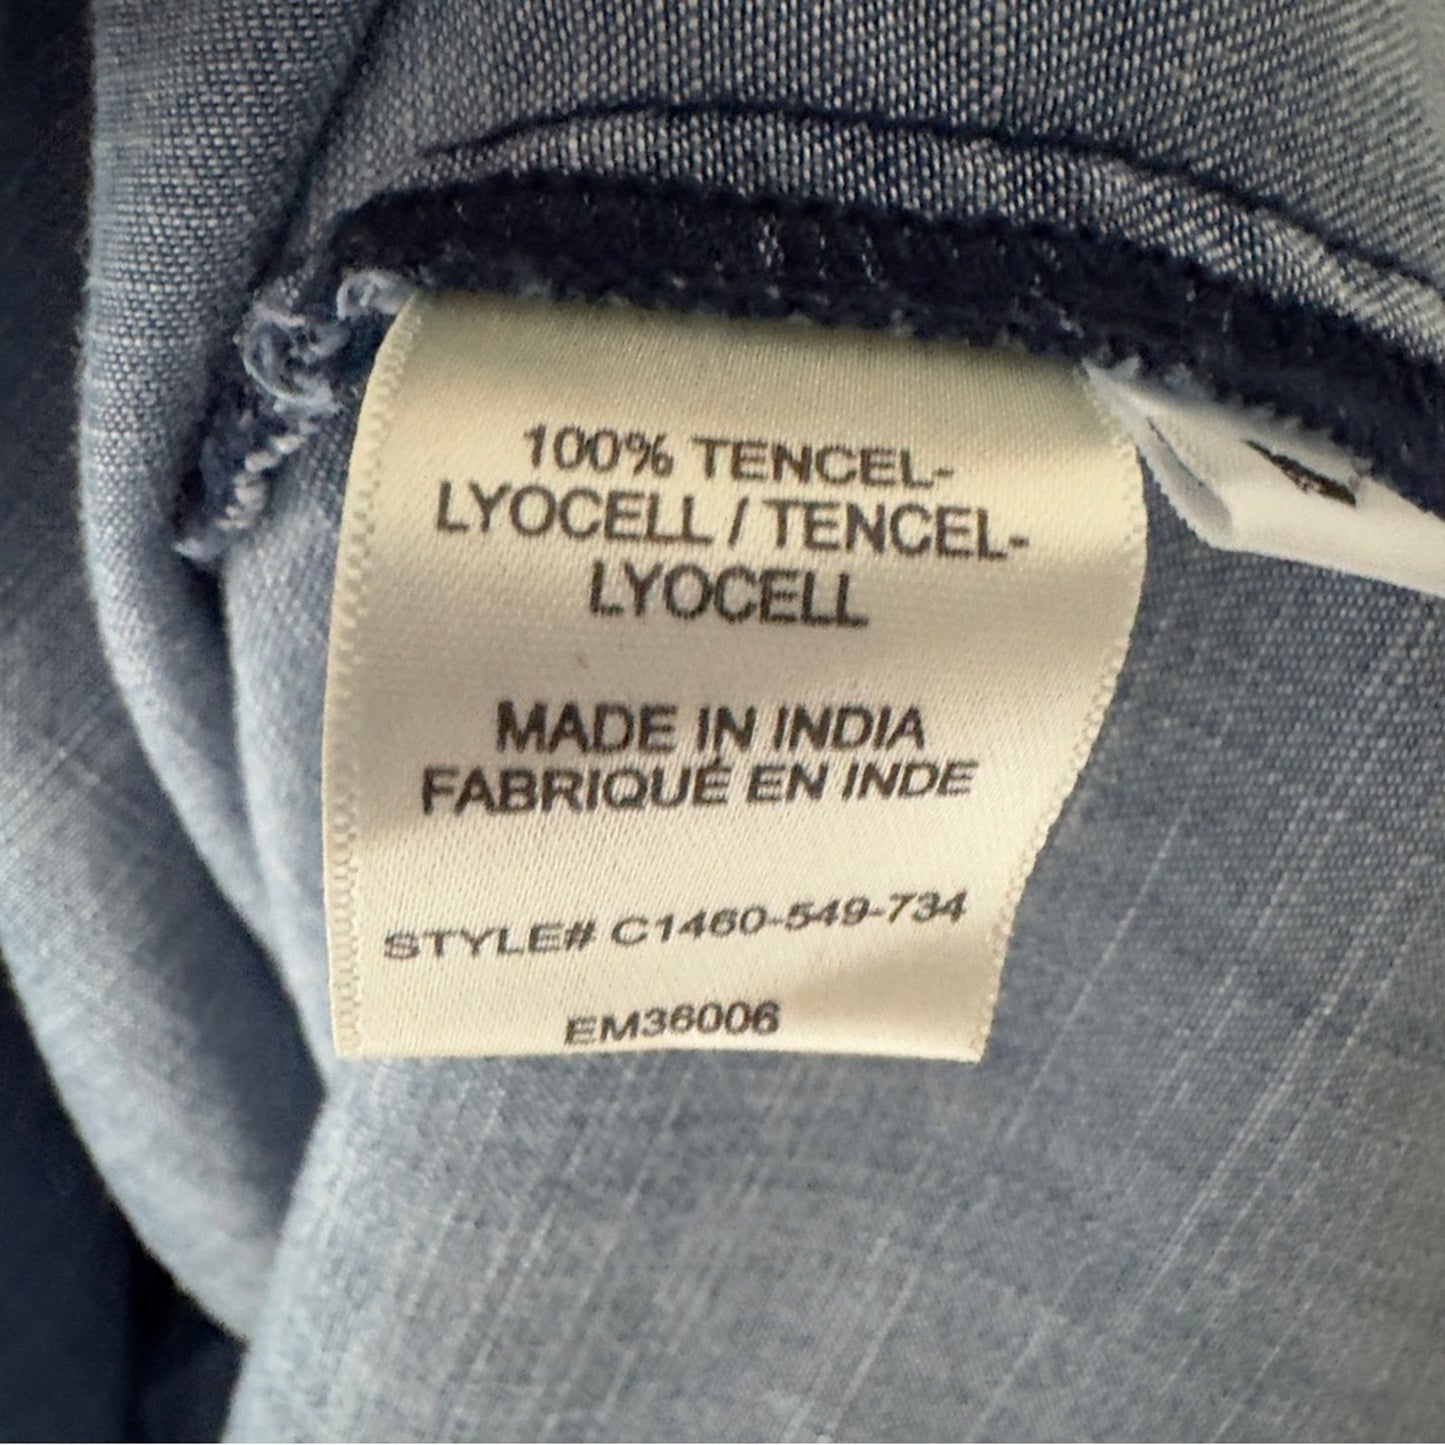 100% TENCEL-
LYOCELL / TENCEL-
LYOCELL
MADE IN INDIA
FABRIQUÉ EN INDE
STYLE# C1460-549-734
EM36006